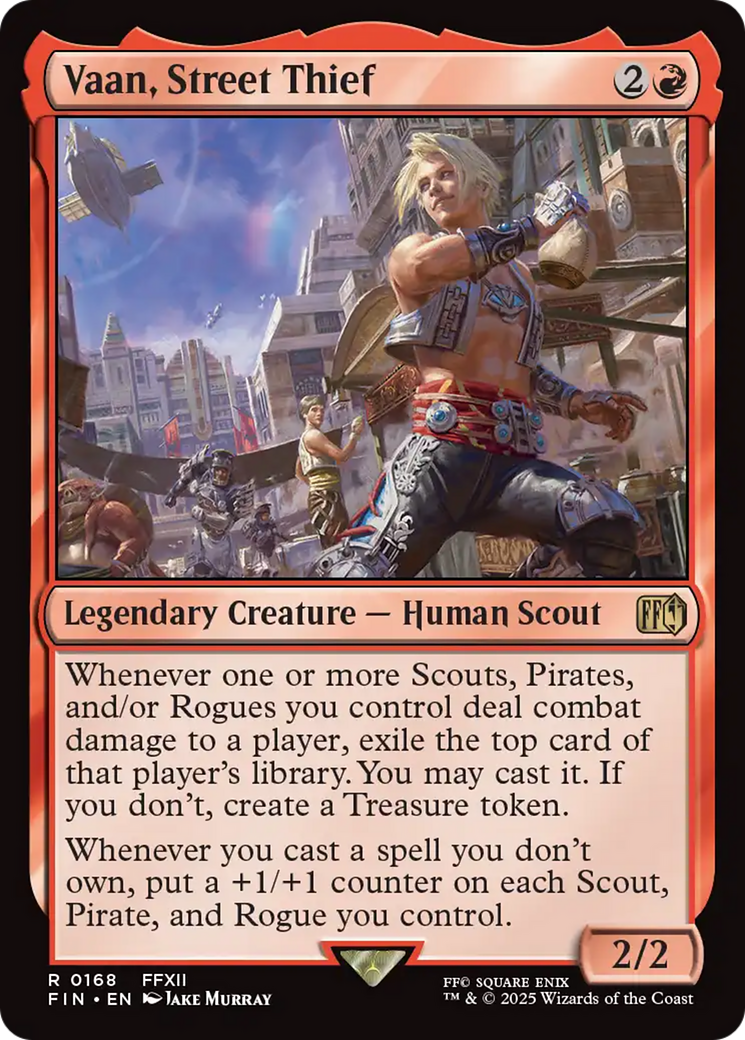 Vaan, Street Thief 2
Legendary Creature — Human Scout FF
Whenever one or more Scouts, Pirates,
and/or Rogues you control deal combat
damage to a player, exile the top card of
that player's library. You may cast it. If
you don't, create a Treasure token.
Whenever you cast a spell you don't
own, put a +1/+1 counter on each Scout,
Pirate, and Rogue you control.
2/2
R 0168 FFXII
FIN • EN Jake Murray
FF© SQUARE ENIX
™ & © 2025 Wizards of the Coast